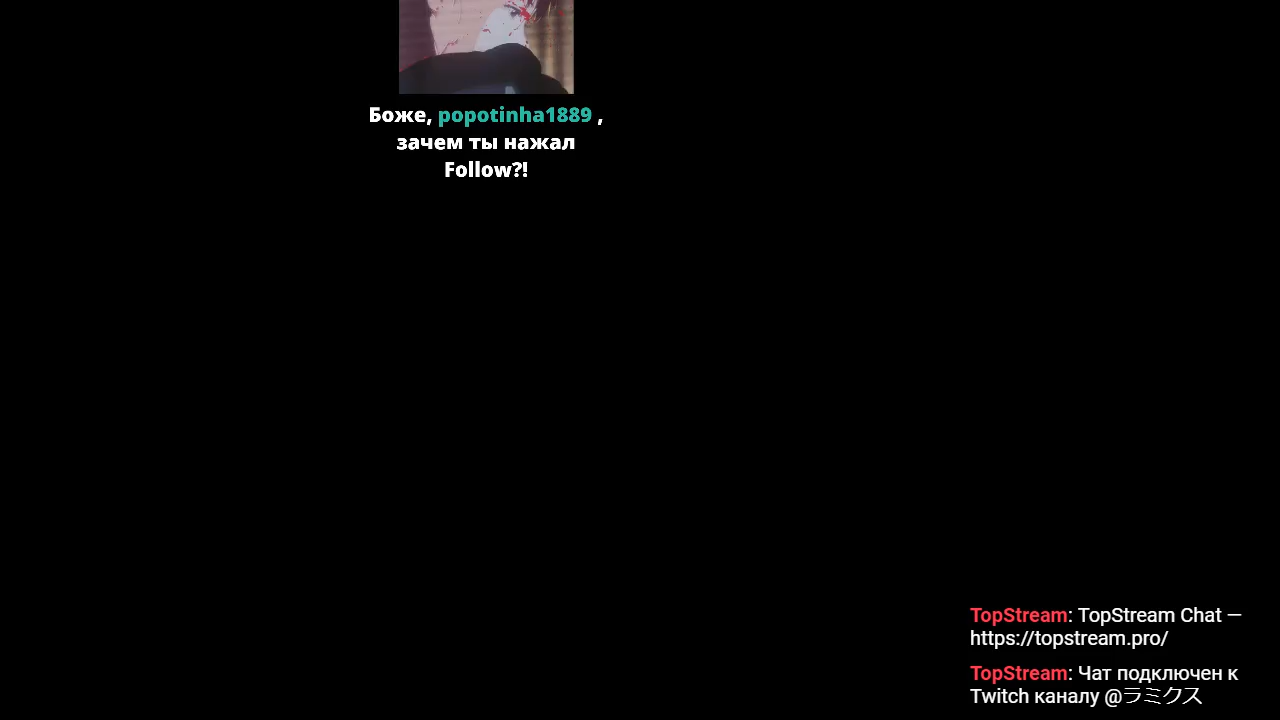 Боже, popotinha1889 ,
зачем ты нажал
Follow?!
TopStream: TopStream Chat —
https://topstream.pro/
TopStream: Чат подключен к
Twitch каналу @ラミクス